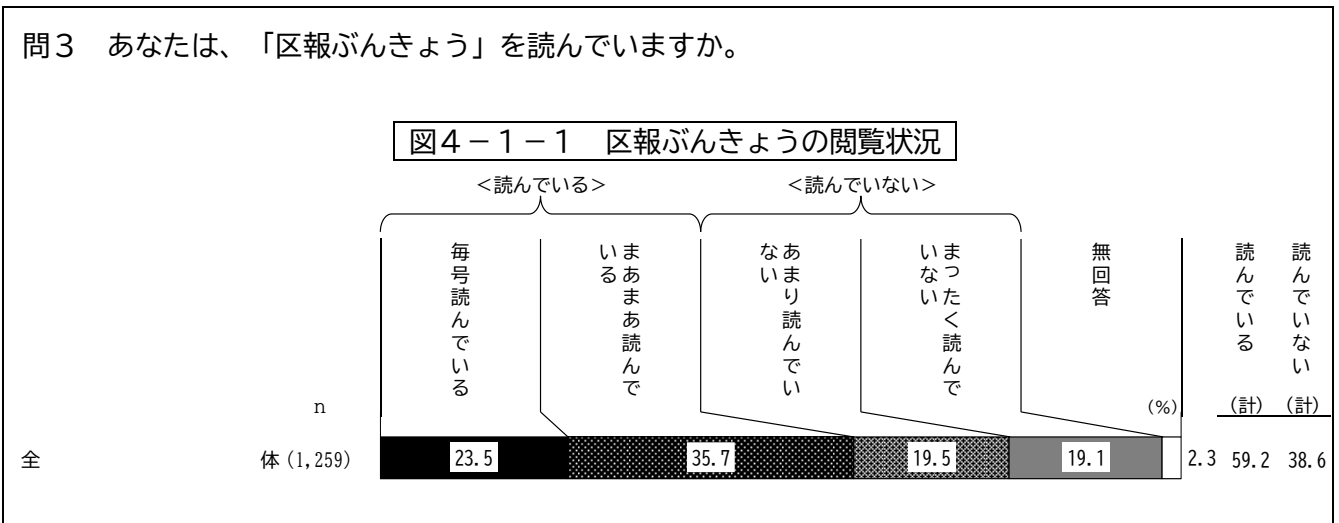 問3 あなたは、「区報ぶんきょう」を読んでいますか。
図4-1-1 区報ぶんきょうの閲覧状況
<読んでいる> <読んでいない>
毎号読んでいる
まあまあ読んで
いる
あまり読んでい
ない
まったく読んで
いない
無回答
読んでいる
読んでいない
n (%) (計) (計)
全体(1,259) 23.5 35.7 19.5 19.1 2.3 59.2 38.6